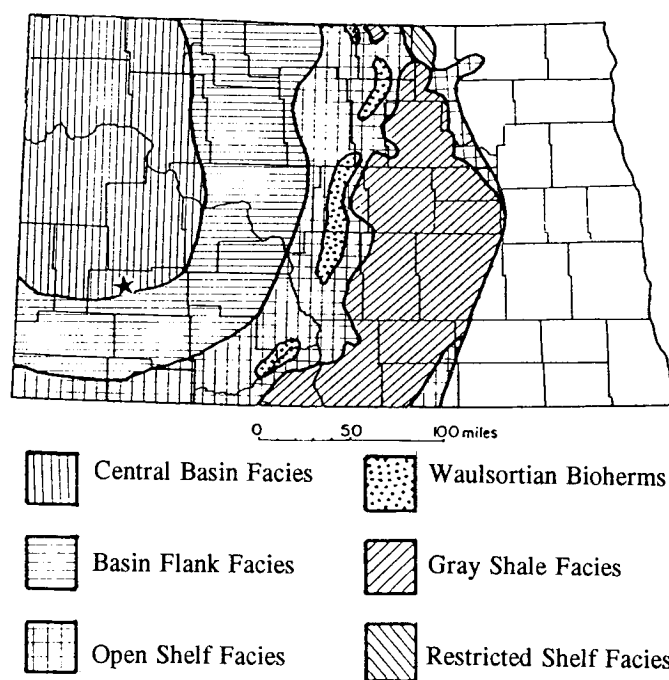 0 50 100 miles
Central Basin Facies
Waulsortian Bioherms
Basin Flank Facies
Gray Shale Facies
Open Shelf Facies
Restricted Shelf Facies